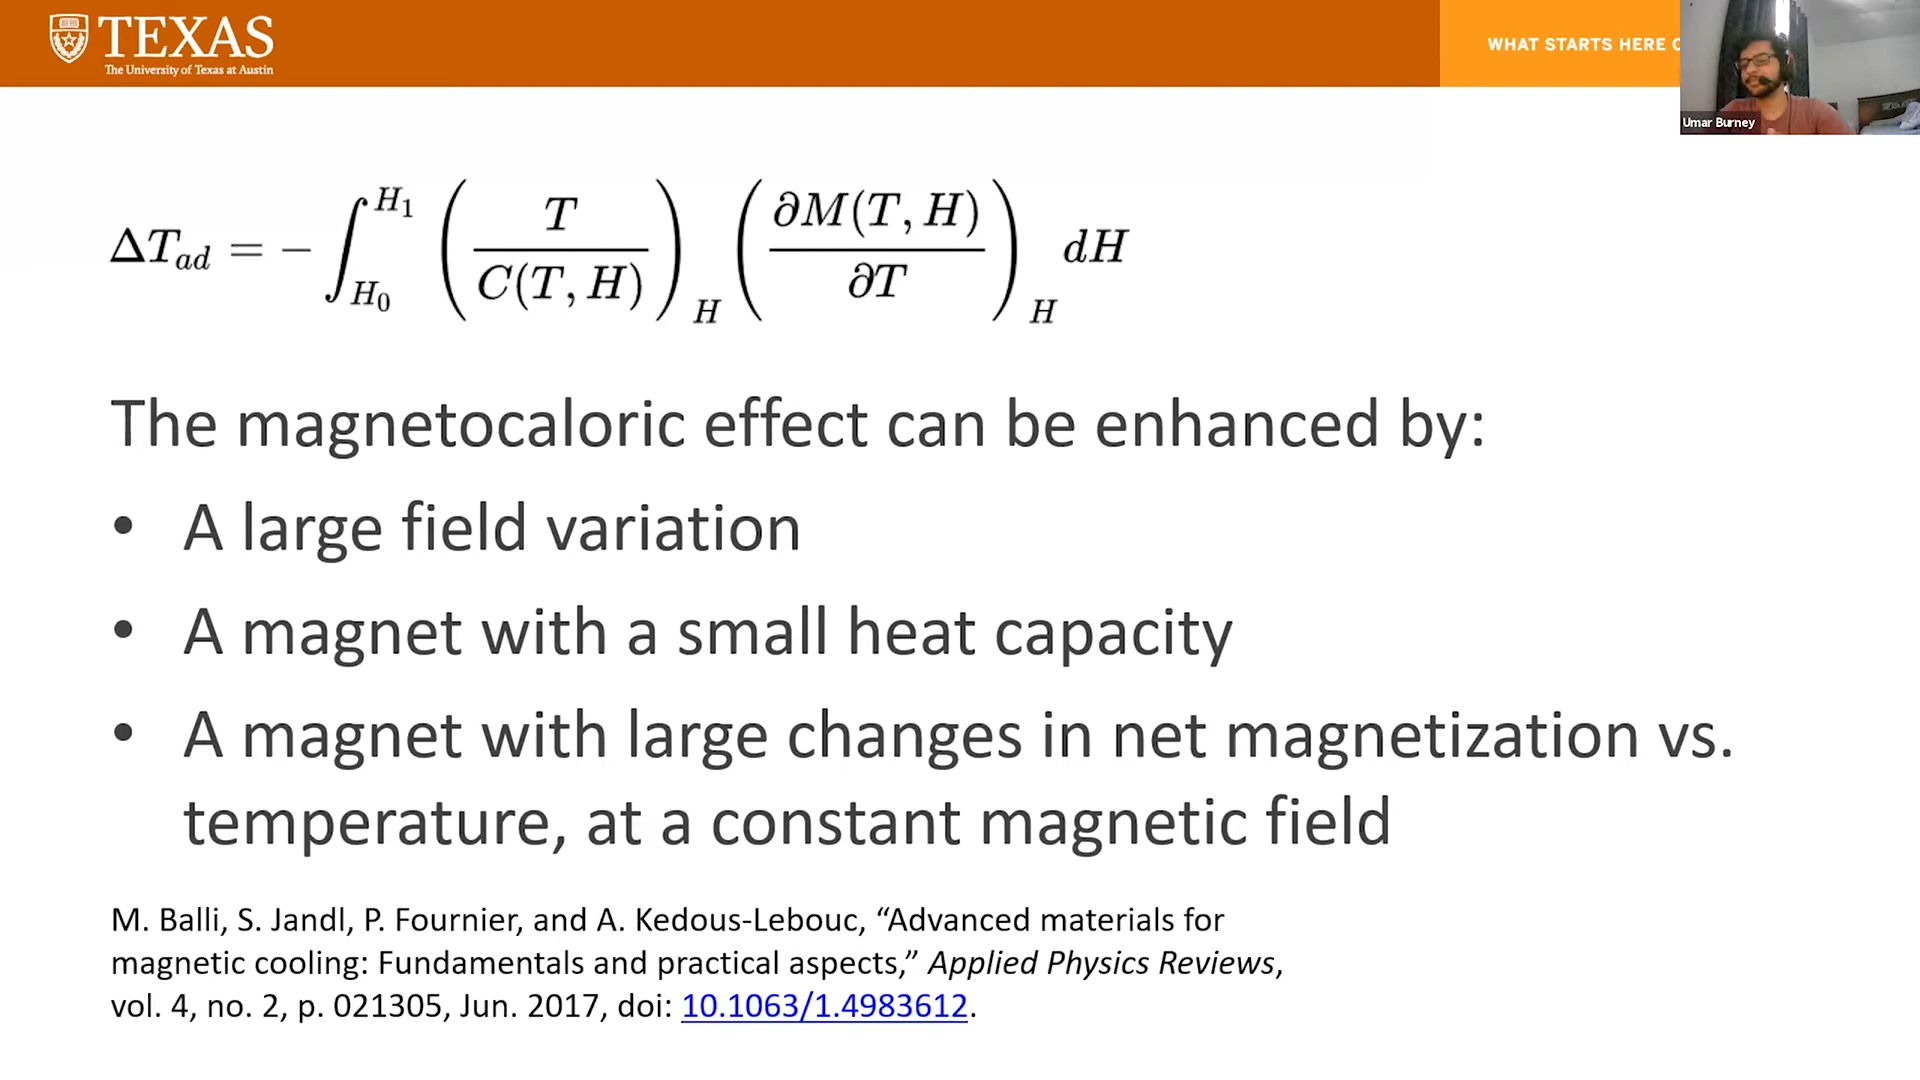 TEXAS
The University of Texas at Austin
WHAT STARTS HERE
Umar Burney
ΔT_{ad} = − ∫_{H_0}^{H_1} (T / C(T, H))_H (∂M(T, H) / ∂T)_H dH
The magnetocaloric effect can be enhanced by:
• A large field variation
• A magnet with a small heat capacity
• A magnet with large changes in net magnetization vs.
temperature, at a constant magnetic field
M. Balli, S. Jandl, P. Fournier, and A. Kedous-Lebouc, “Advanced materials for
magnetic cooling: Fundamentals and practical aspects,” Applied Physics Reviews,
vol. 4, no. 2, p. 021305, Jun. 2017, doi: 10.1063/1.4983612.